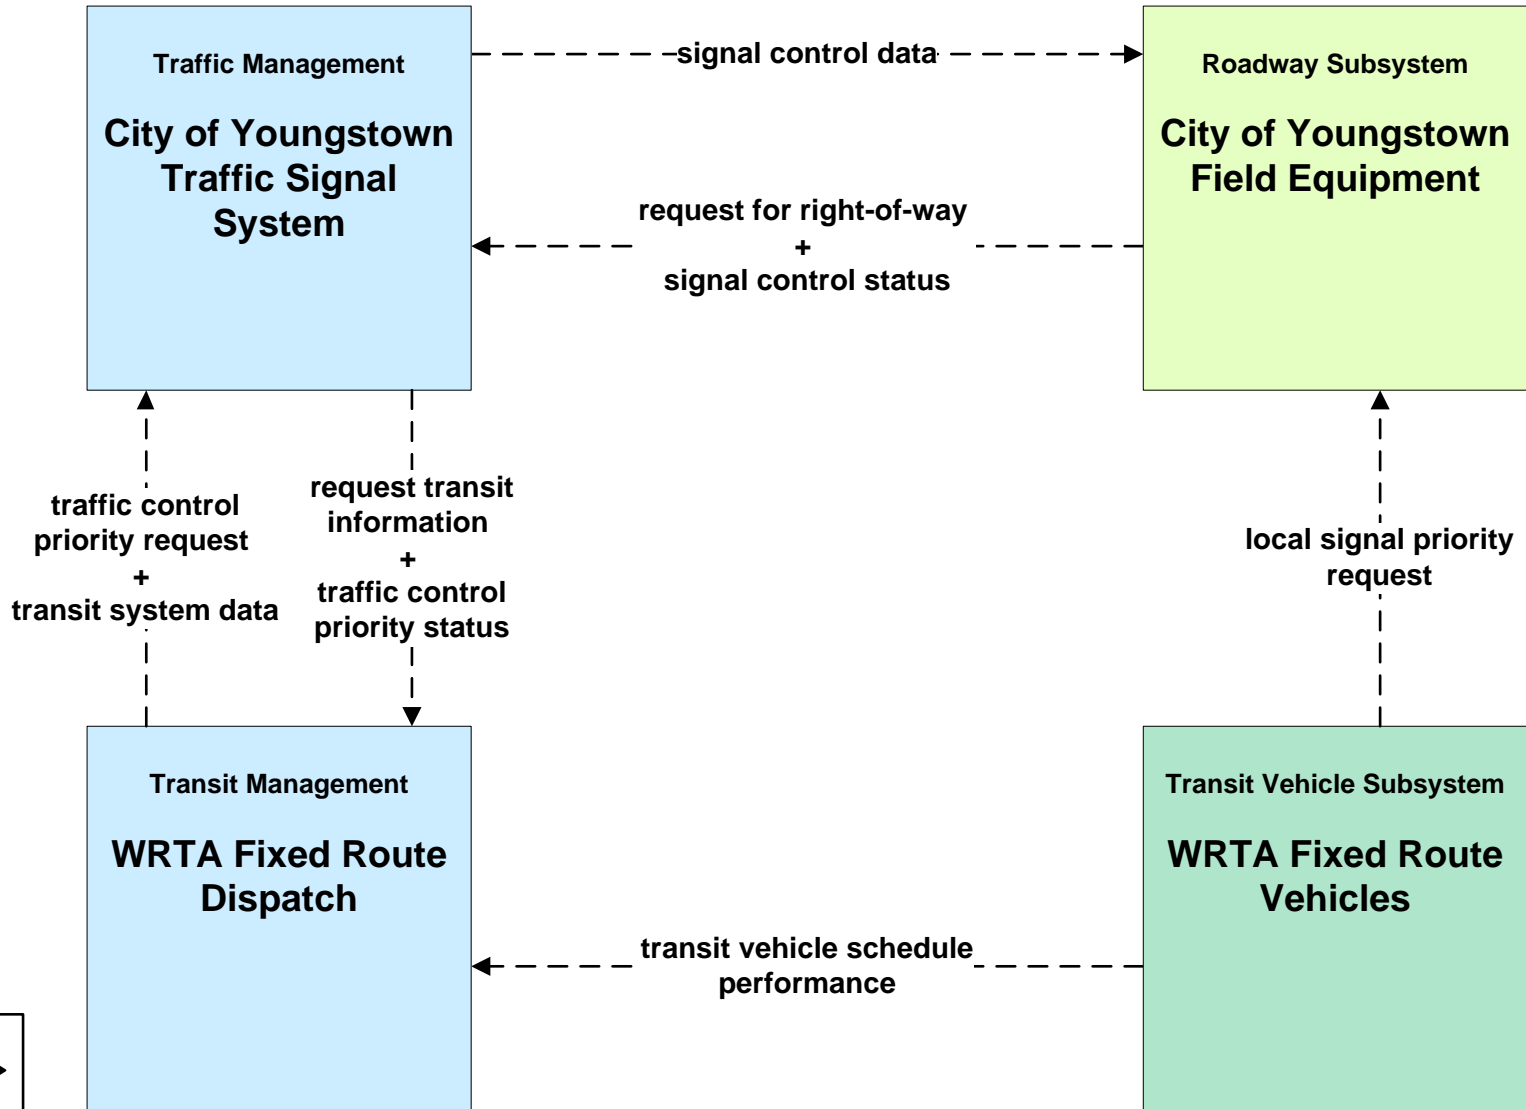 Traffic Management
City of Youngstown
Traffic Signal
System
signal control data
Roadway Subsystem
City of Youngstown
Field Equipment
request for right-of-way
+
signal control status
traffic control
priority request
+
transit system data
request transit
information
+
traffic control
priority status
local signal priority
request
Transit Management
WRTA Fixed Route
Dispatch
Transit Vehicle Subsystem
WRTA Fixed Route
Vehicles
transit vehicle schedule
performance